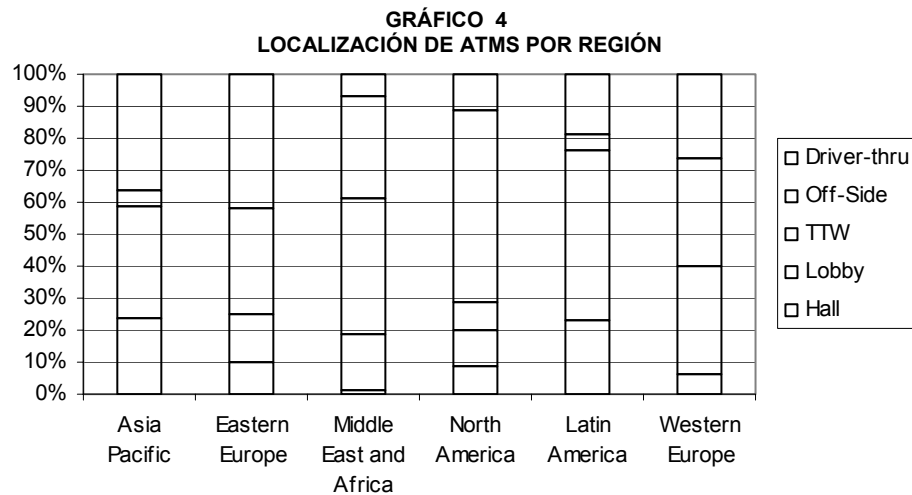 GRÁFICO 4
LOCALIZACIÓN DE ATMS POR REGIÓN
100%
90%
80%
70%
60%
50%
40%
30%
20%
10%
0%
Asia
Pacific
Eastern
Europe
Middle
East and
Africa
North
America
Latin
America
Western
Europe
Driver-thru
Off-Side
TTW
Lobby
Hall